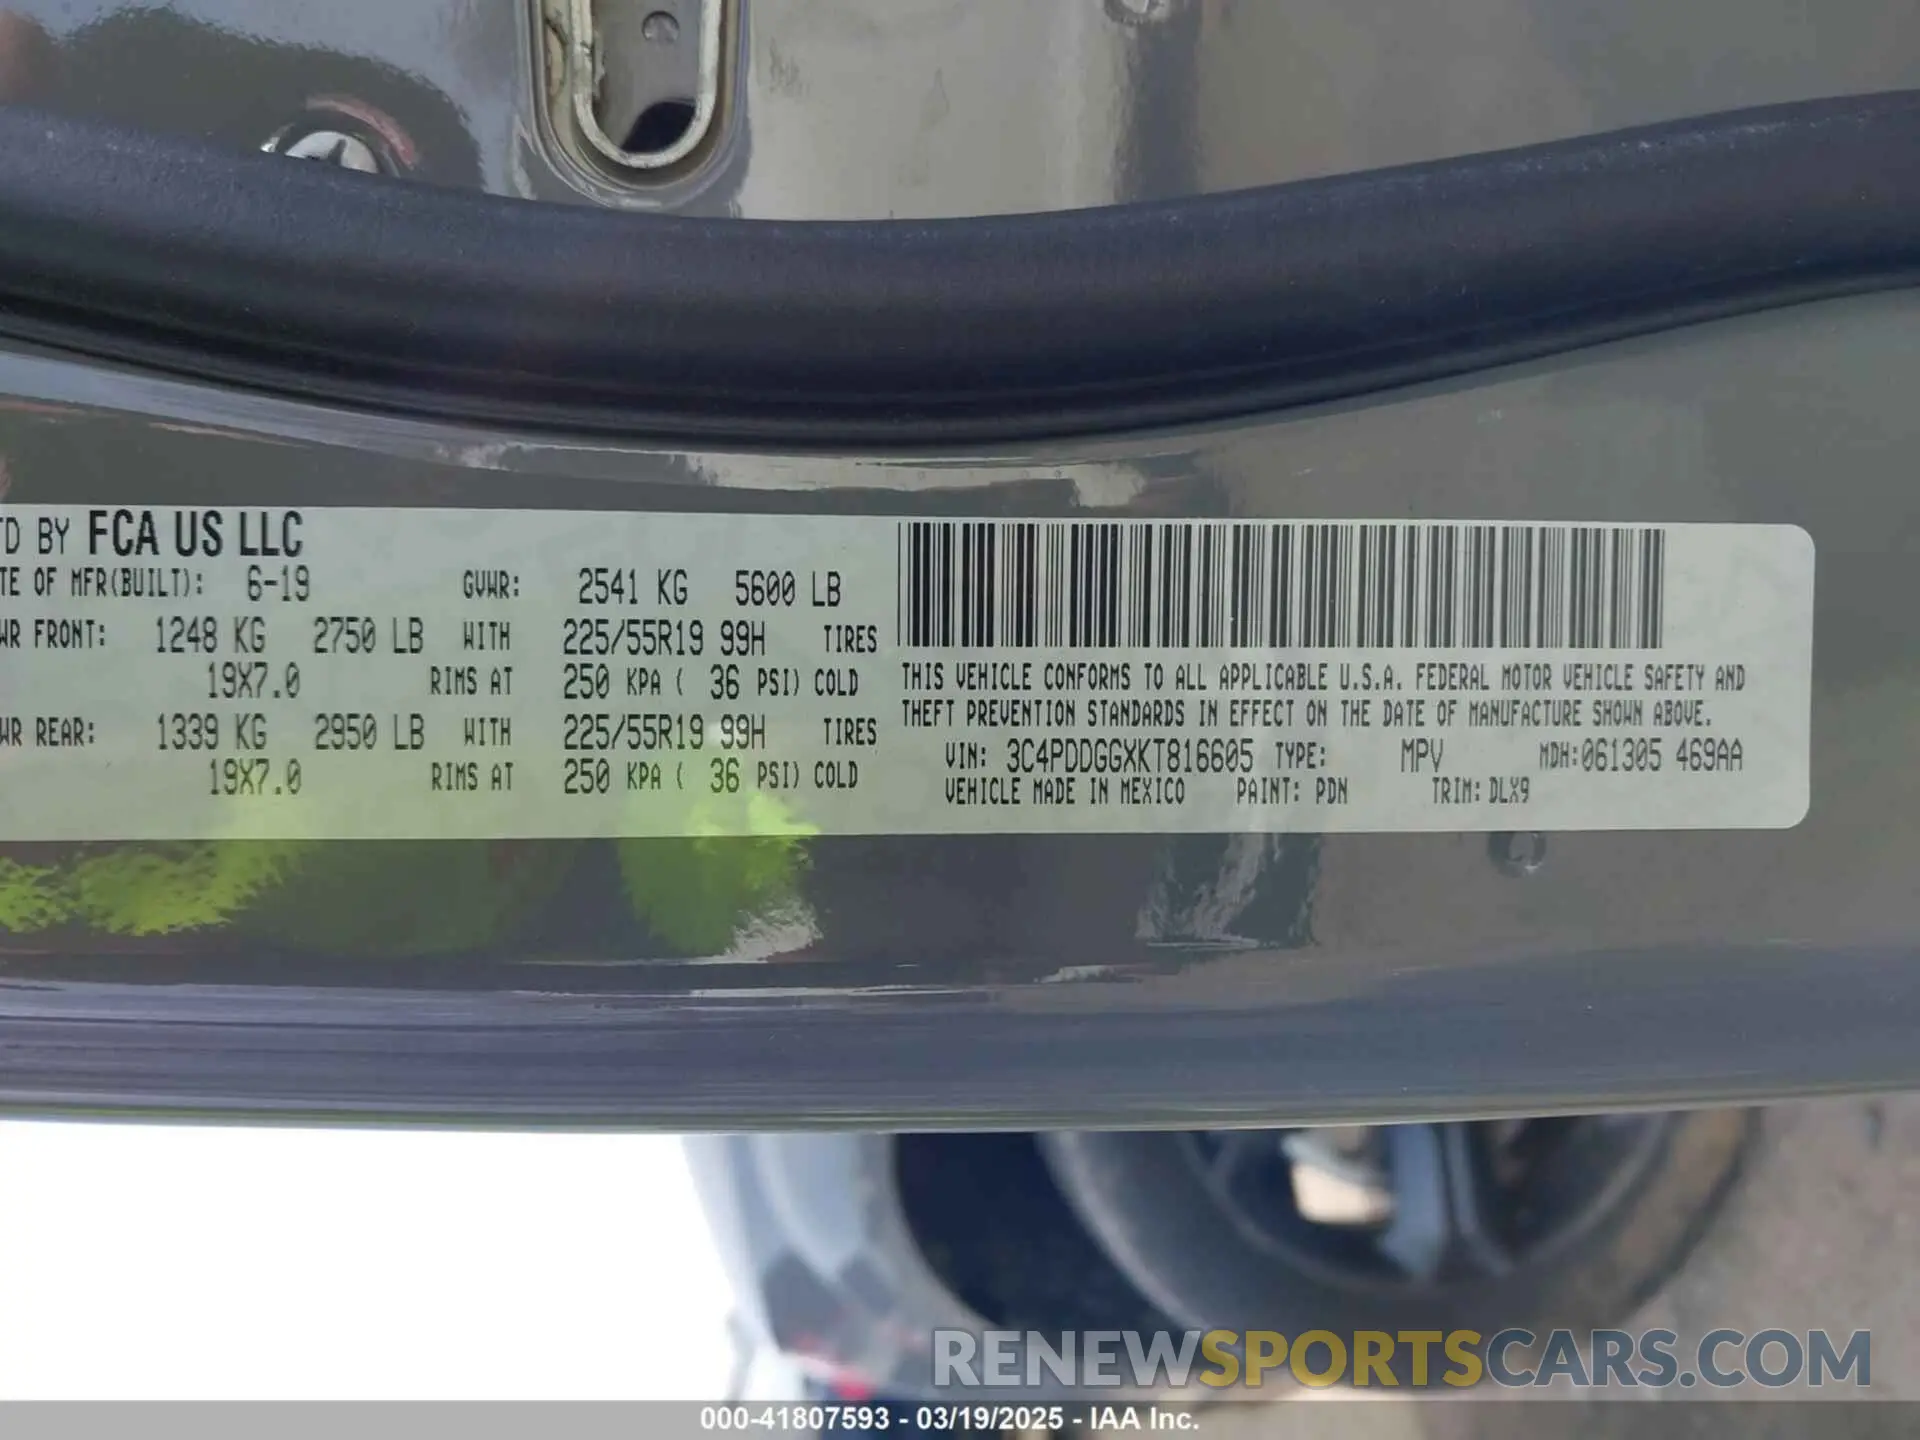 TD BY FCA US LLC
TE OF MFR(BUILT): 6-19 GVWR: 2541 KG 5600 LB
WR FRONT: 1248 KG 2750 LB WITH 225/55R19 99H TIRES
19X7.0 RIMS AT 250 KPA ( 36 PSI) COLD
WR REAR: 1339 KG 2950 LB WITH 225/55R19 99H TIRES
19X7.0 RIMS AT 250 KPA ( 36 PSI) COLD
THIS VEHICLE CONFORMS TO ALL APPLICABLE U.S.A. FEDERAL MOTOR VEHICLE SAFETY AND
THEFT PREVENTION STANDARDS IN EFFECT ON THE DATE OF MANUFACTURE SHOWN ABOVE.
VIN: 3C4PDDGGXKT816605 TYPE: MPV MDH:061305 469AA
VEHICLE MADE IN MEXICO PAINT: PDN TRIM: DLX9
RENEWSPORTSCARS.COM
000-41807593 - 03/19/2025 - IAA Inc.